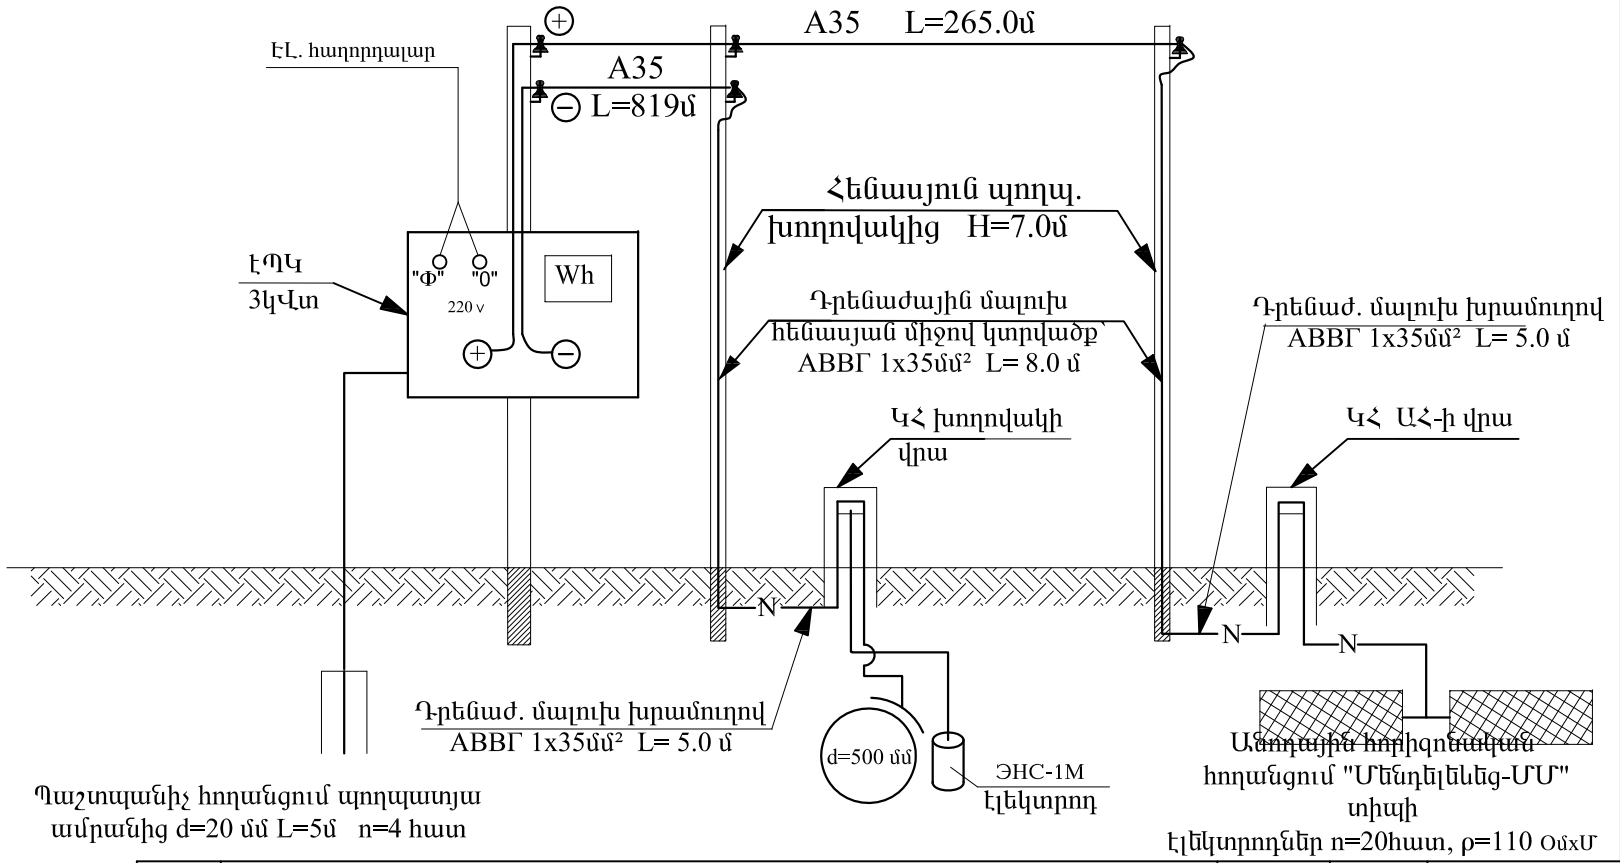 +
A35 L=265.0մ
ԷԼ. հաղորդալար
A35
− L=819մ
Հենասյուն պողպ.
խողովակից H=7.0մ
ԷՊԿ
3կՎտ
"Ф" "0"
220 v
Wh
+ −
Դրենաժային մալուխ
հենասյան միջով կտրվածք՝
АВВГ 1x35մմ² L= 8.0 մ
Դրենաժ. մալուխ խրամուղով
АВВГ 1x35մմ² L= 5.0 մ
ԿՀ խողովակի
վրա
ԿՀ ԱՀ-ի վրա
N
N
N
Դրենաժ. մալուխ խրամուղով
АВВГ 1x35մմ² L= 5.0 մ
d=500 մմ
ЭНС-1М
էլեկտրոդ
Պաշտպանիչ հողանցում պողպատյա
ամրանից d=20 մմ L=5մ n=4 հատ
Անոդային հորիզոնական
հողանցում "Մենդելեևեց-ՄՄ"
տիպի
էլեկտրոդներ n=20հատ, ρ=110 ՕմxՄ